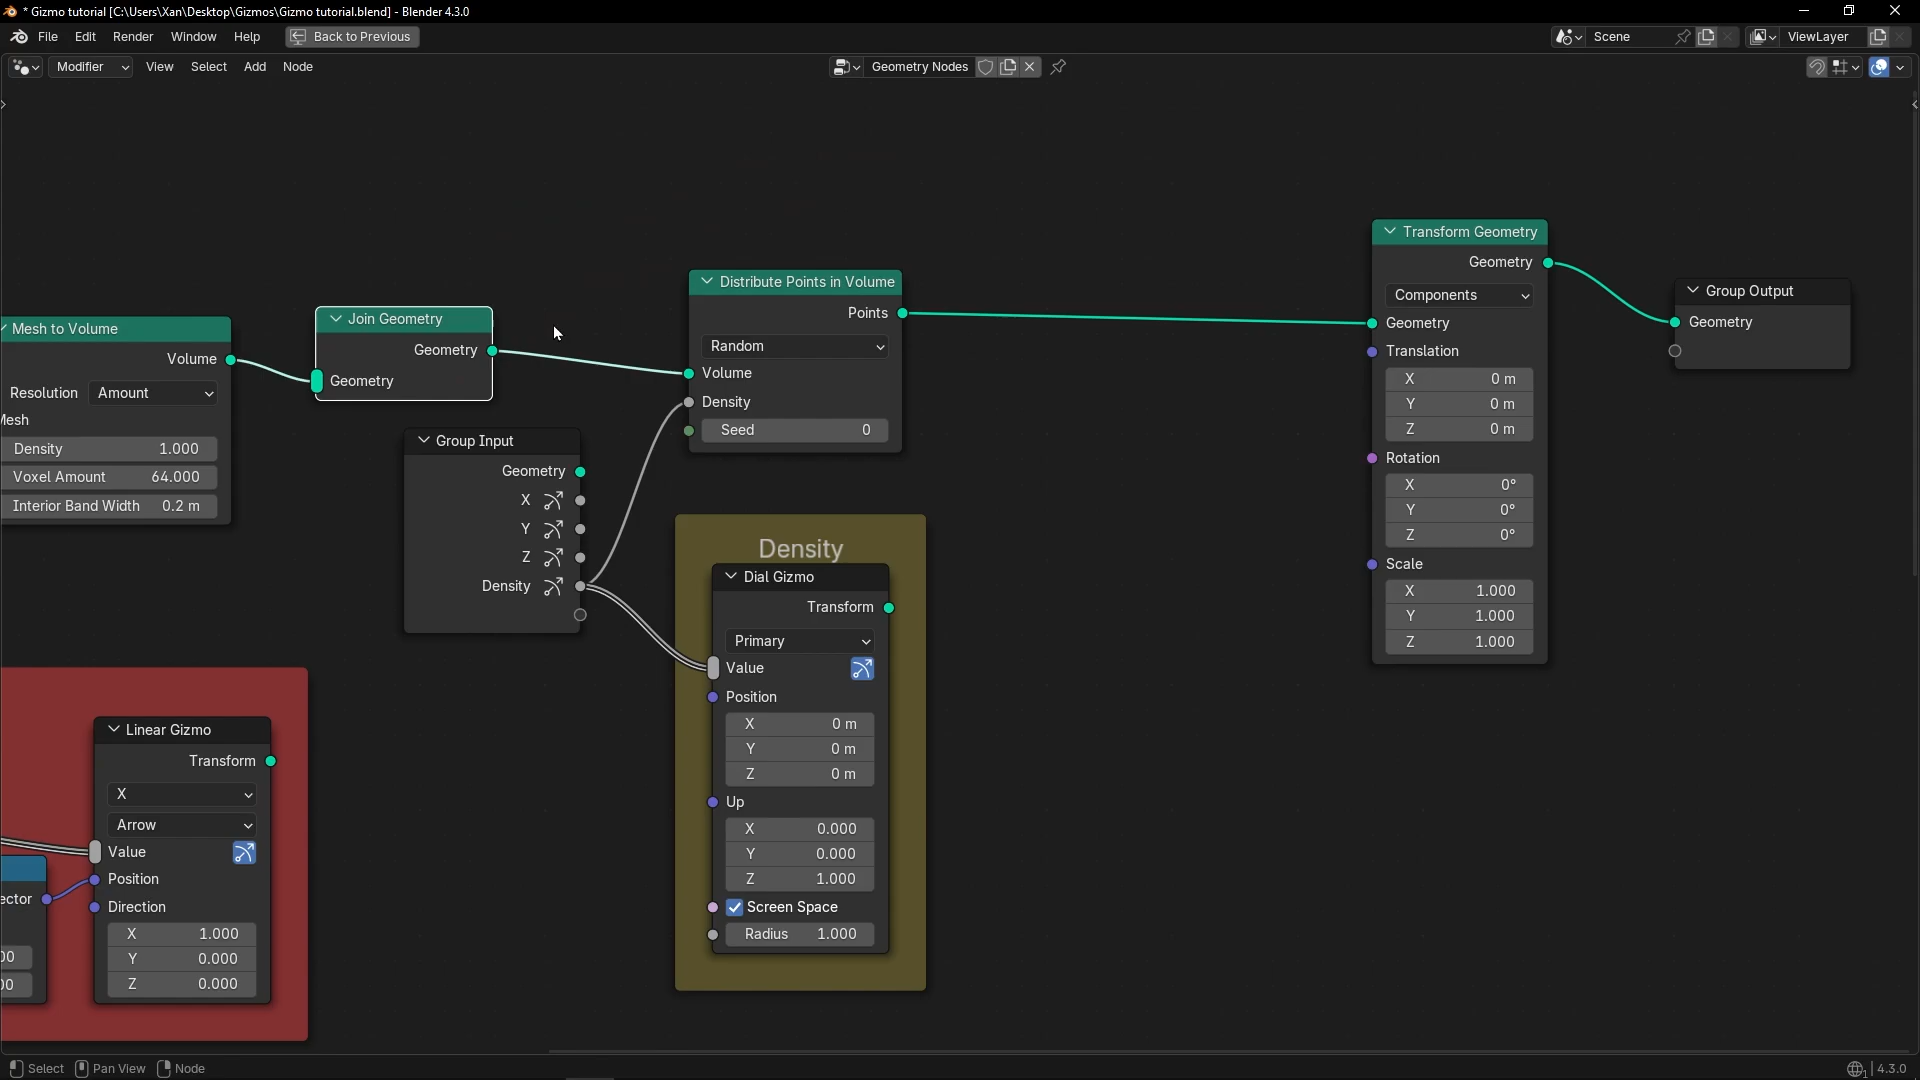 * Gizmo tutorial [C:\Users\Xan\Desktop\Gizmos\Gizmo tutorial.blend] - Blender 4.3.0
File Edit Render Window Help Back to Previous Scene ViewLayer
Modifier View Select Add Node Geometry Nodes
Mesh to Volume
Volume
Resolution Amount
Mesh
Density 1.000
Voxel Amount 64.000
Interior Band Width 0.2 m
Join Geometry
Geometry
Geometry
Group Input
Geometry
X
Y
Z
Density
Distribute Points in Volume
Points
Random
Volume
Density
Seed 0
Density
Dial Gizmo
Transform
Primary
Value
Position
X 0 m
Y 0 m
Z 0 m
Up
X 0.000
Y 0.000
Z 1.000
Screen Space
Radius 1.000
Linear Gizmo
Transform
X
Arrow
Value
Position
Direction
X 1.000
Y 0.000
Z 0.000
Transform Geometry
Geometry
Components
Geometry
Translation
X 0 m
Y 0 m
Z 0 m
Rotation
X 0°
Y 0°
Z 0°
Scale
X 1.000
Y 1.000
Z 1.000
Group Output
Geometry
Select Pan View Node 4.3.0